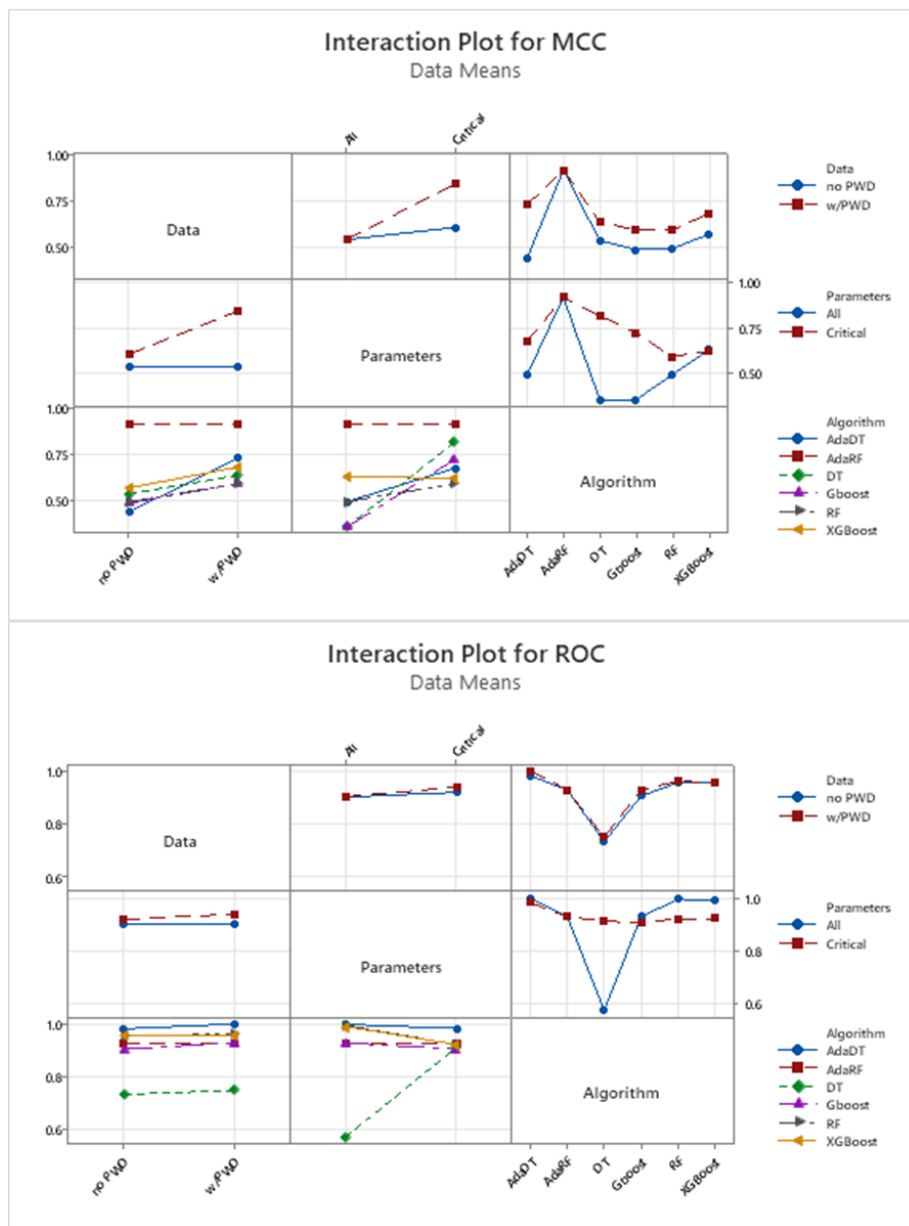 Interaction Plot for MCC
Data Means
All
Critical
1.00
0.75
0.50
Data
Data
no PWD
w/PWD
Parameters
1.00
0.75
0.50
Parameters
All
Critical
1.00
0.75
0.50
Algorithm
Algorithm
AdaDT
AdaRF
DT
Gboost
RF
XGBoost
no PWD
w/PWD
AdaDT
AdaRF
DT
Gboost
RF
XGBoost
Interaction Plot for ROC
Data Means
All
Critical
1.0
0.8
0.6
Data
Data
no PWD
w/PWD
Parameters
1.0
0.8
0.6
Parameters
All
Critical
1.0
0.8
0.6
Algorithm
Algorithm
AdaDT
AdaRF
DT
Gboost
RF
XGBoost
no PWD
w/PWD
AdaDT
AdaRF
DT
Gboost
RF
XGBoost